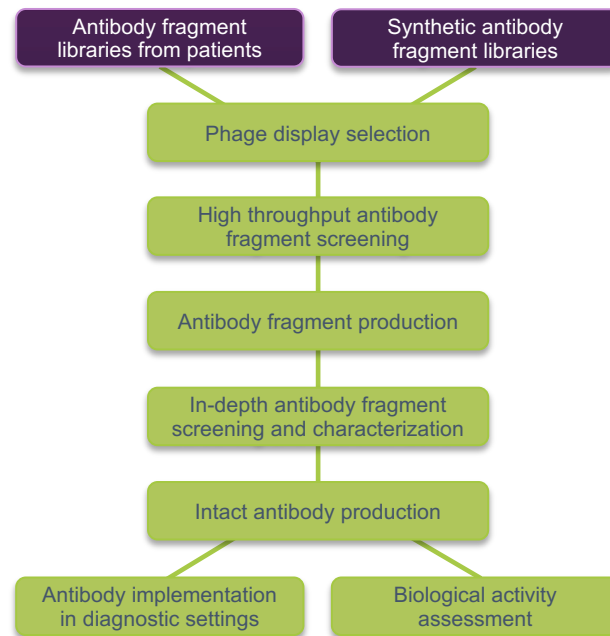 Antibody fragment
libraries from patients
Synthetic antibody
fragment libraries
Phage display selection
High throughput antibody
fragment screening
Antibody fragment production
In-depth antibody fragment
screening and characterization
Intact antibody production
Antibody implementation
in diagnostic settings
Biological activity
assessment